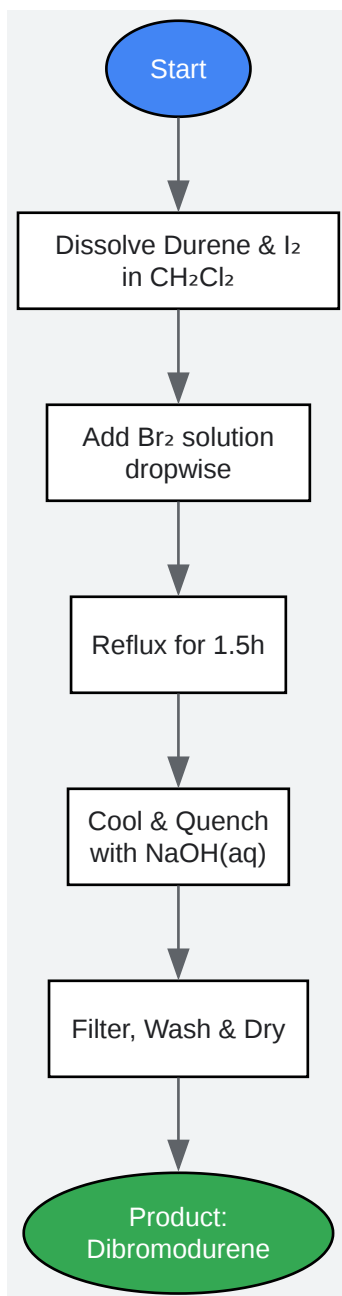 Start
Dissolve Durene & I₂
in CH₂Cl₂
Add Br₂ solution
dropwise
Reflux for 1.5h
Cool & Quench
with NaOH(aq)
Filter, Wash & Dry
Product:
Dibromodurene